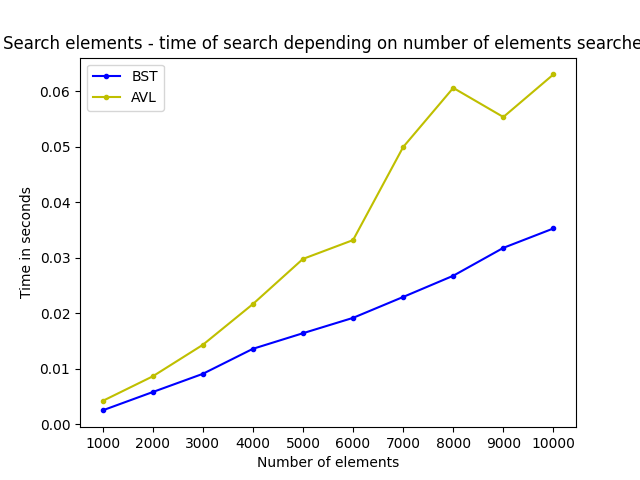 Search elements - time of search depending on number of elements searche
BST
AVL
0.06
0.05
0.04
0.03
0.02
0.01
0.00
Time in seconds
1000 2000 3000 4000 5000 6000 7000 8000 9000 10000
Number of elements